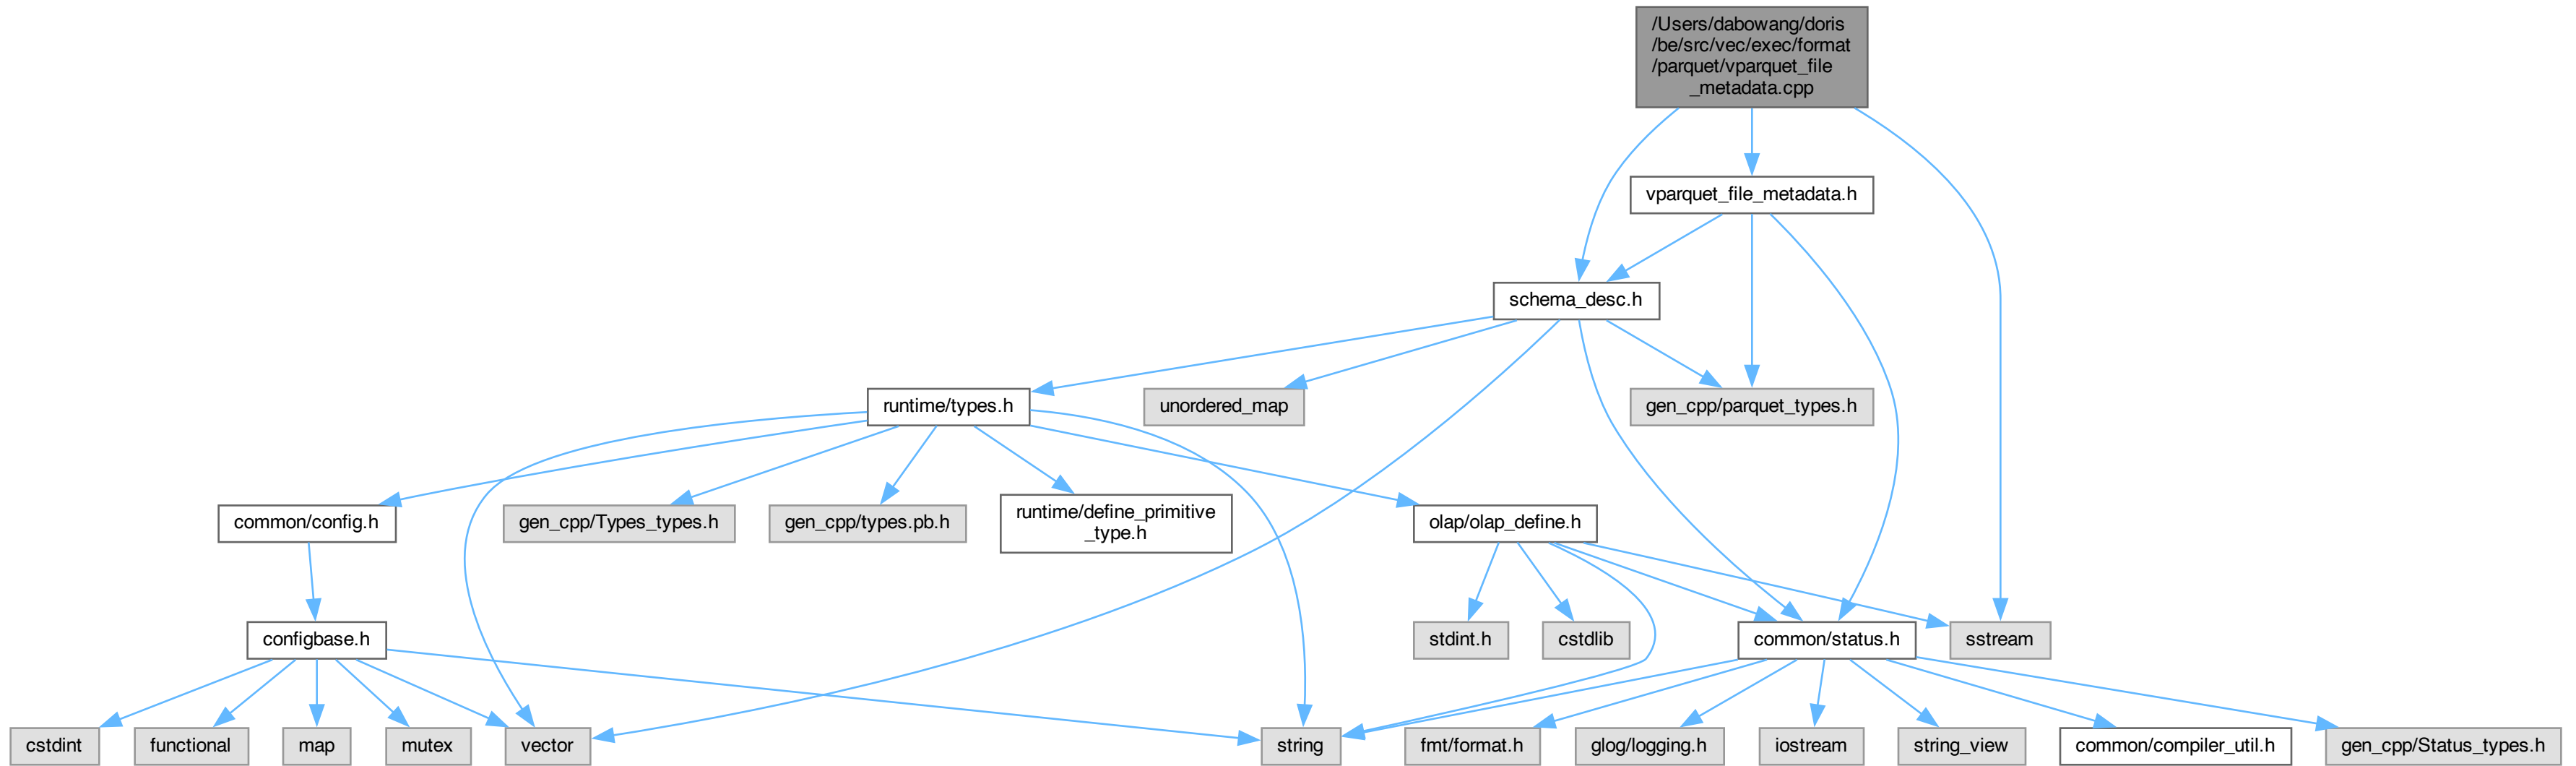 /Users/dabowang/doris
/be/src/vec/exec/format
/parquet/vparquet_file
_metadata.cpp
vparquet_file_metadata.h
schema_desc.h
runtime/types.h
unordered_map
gen_cpp/parquet_types.h
common/config.h
gen_cpp/Types_types.h
gen_cpp/types.pb.h
runtime/define_primitive
_type.h
olap/olap_define.h
configbase.h
stdint.h
cstdlib
common/status.h
sstream
cstdint
functional
map
mutex
vector
string
fmt/format.h
glog/logging.h
iostream
string_view
common/compiler_util.h
gen_cpp/Status_types.h